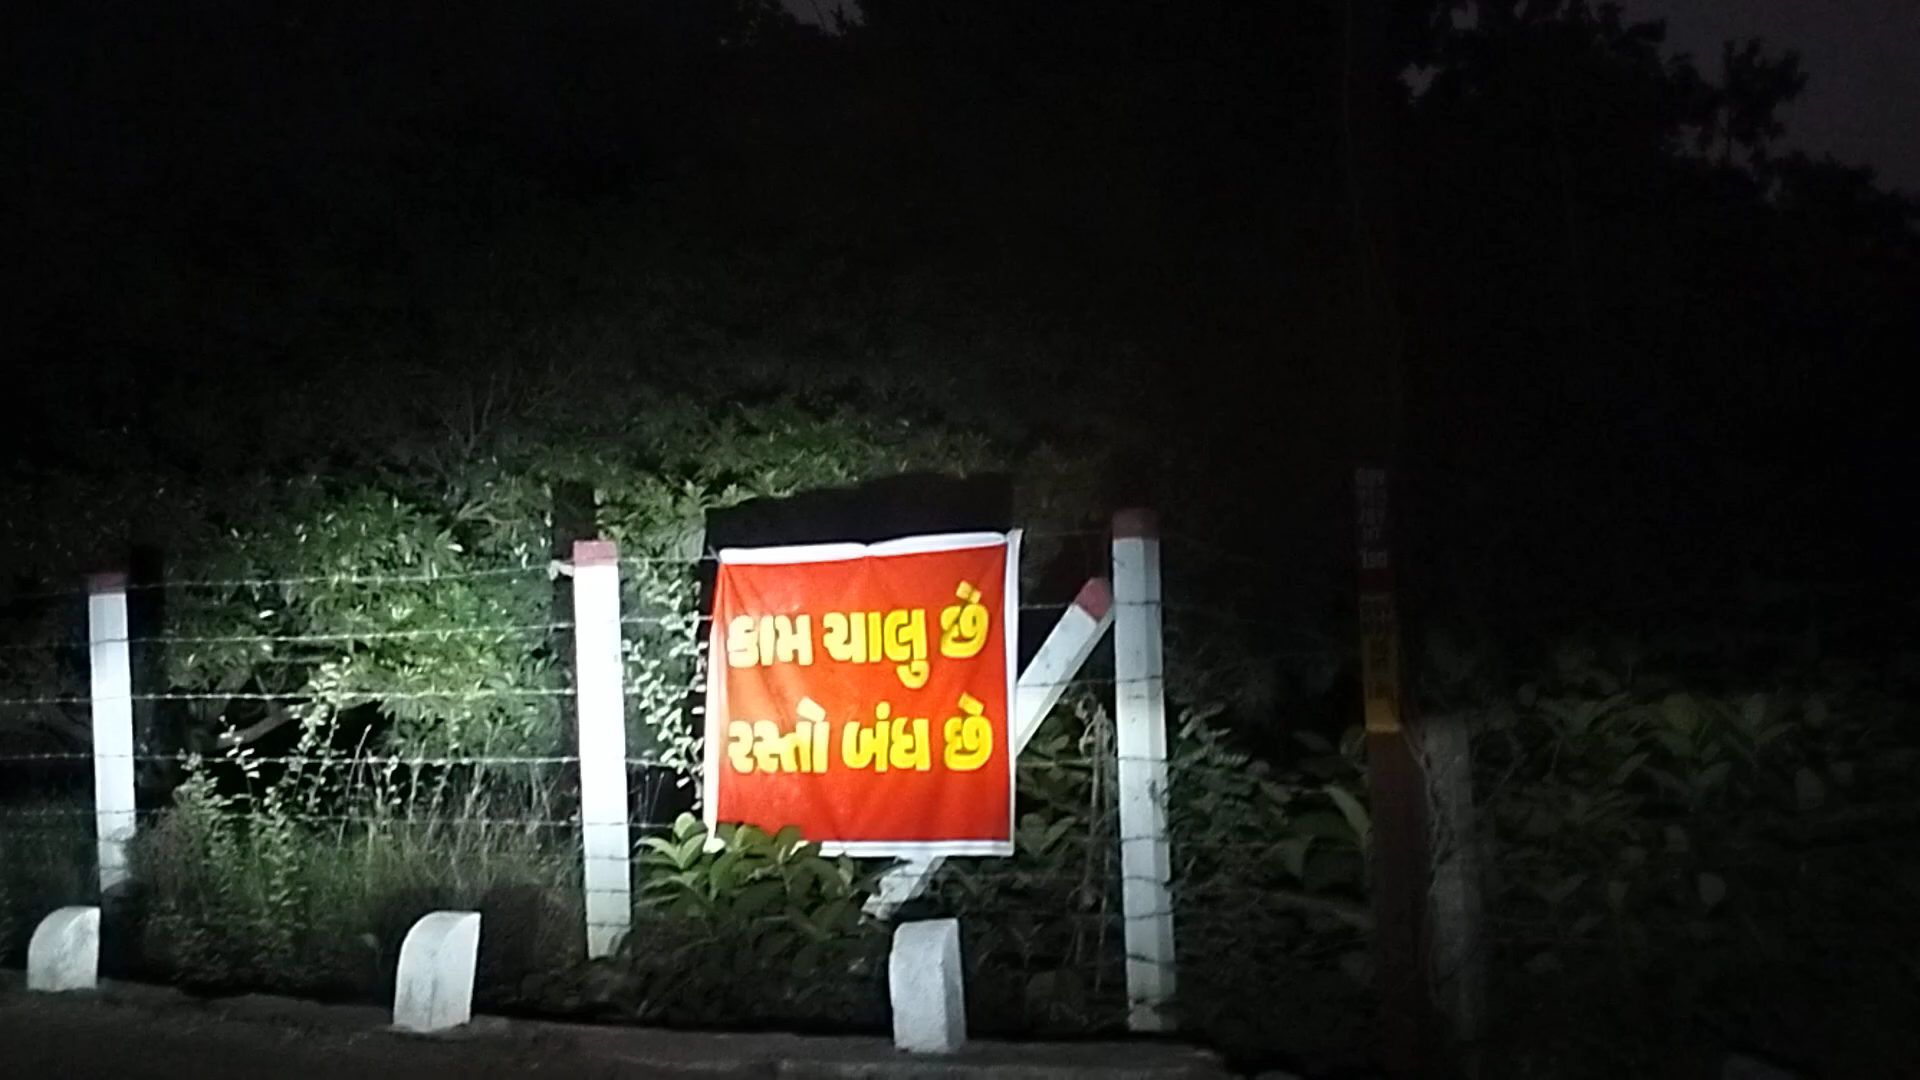 કામ ચાલુ છે
રસ્તો બંધ છે